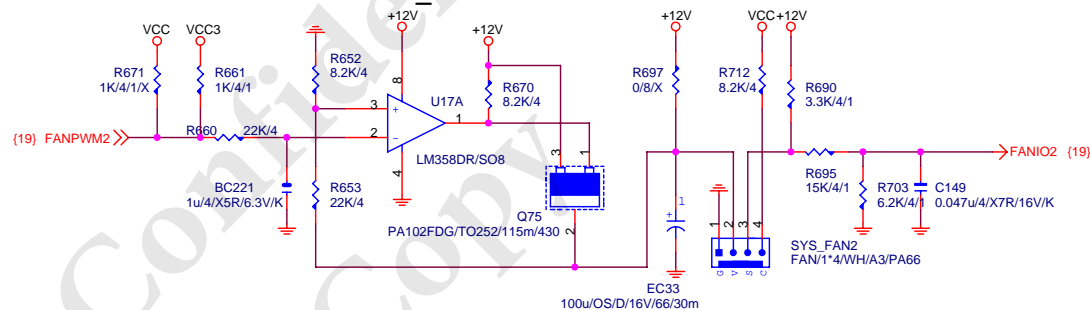 +12V
+12V
+12V
VCC
+12V
VCC
VCC3
R671
1K/4/1/X
R661
1K/4/1
R652
8.2K/4
8
U17A
R670
8.2K/4
R697
0/8/X
R712
8.2K/4
R690
3.3K/4/1
3
+
2
−
1
4
LM358DR/SO8
{19} FANPWM2
R660
22K/4
BC221
1u/4/X5R/6.3V/K
R653
22K/4
3
1
Q75
PA102FDG/TO252/115m/430
2
+
1
EC33
100u/OS/D/16V/66/30m
1
2
3
4
G
V
S
C
SYS_FAN2
FAN/1*4/WH/A3/PA66
R695
15K/4/1
R703
6.2K/4/1
C149
0.047u/4/X7R/16V/K
FANIO2 {19}
Confiden
Copy